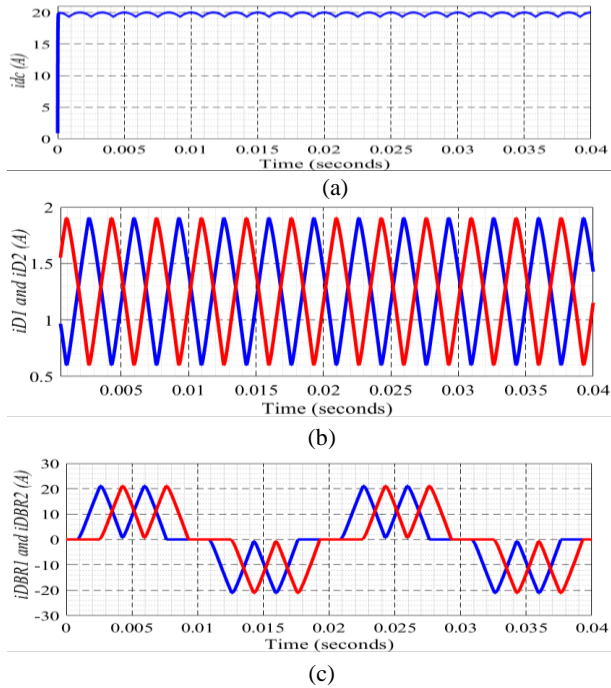 20
15
10
5
0
idc (A)
0 0.005 0.01 0.015 0.02 0.025 0.03 0.035 0.04
Time (seconds)
(a)
2
1.5
1
0.5
iD1 and iD2 (A)
0.005 0.01 0.015 0.02 0.025 0.03 0.035 0.04
Time (seconds)
(b)
30
20
10
0
-10
-20
-30
iDBR1 and iDBR2 (A)
0 0.005 0.01 0.015 0.02 0.025 0.03 0.035 0.04
Time (seconds)
(c)